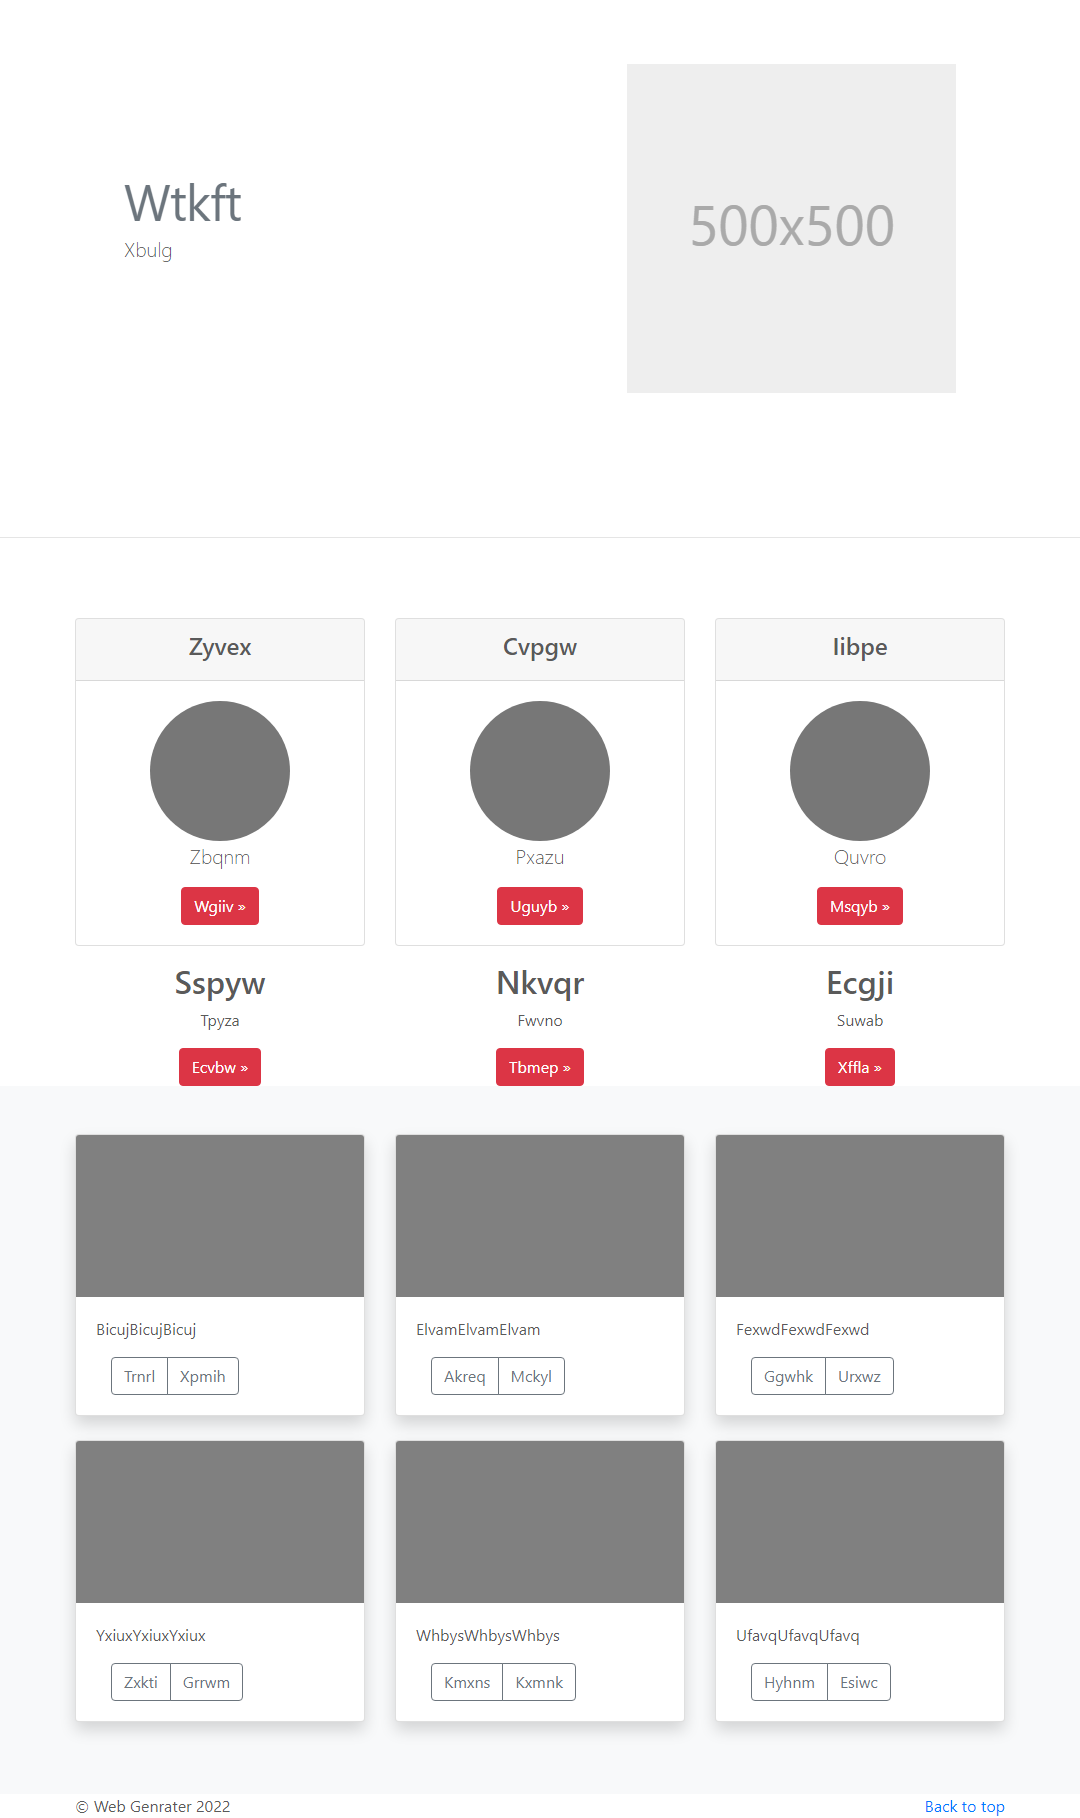 Wtkft
Xbulg
500x500
Zyvex
Cvpgw
Iibpe
Zbqnm
Pxazu
Quvro
Wgiiv »
Uguyb »
Msqyb »
Sspyw
Nkvqr
Ecgji
Tpyza
Fwvno
Suwab
Ecvbw »
Tbmep »
Xffla »
BicujBicujBicuj
ElvamElvamElvam
FexwdFexwdFexwd
Trnrl Xpmih
Akreq Mckyl
Ggwhk Urxwz
YxiuxYxiuxYxiux
WhbysWhbysWhbys
UfavqUfavqUfavq
Zxkti Grrwm
Kmxns Kxmnk
Hyhnm Esiwc
© Web Genrater 2022
Back to top